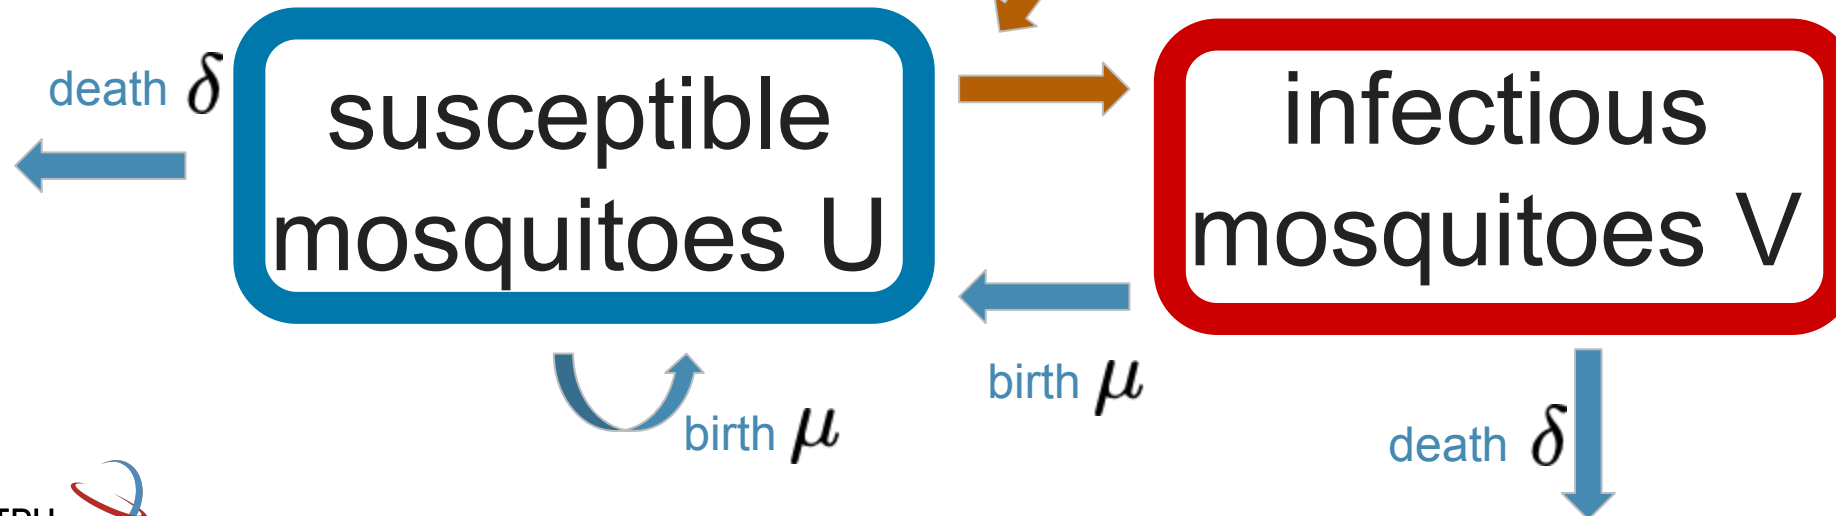 death δ
susceptible
mosquitoes U
infectious
mosquitoes V
birth μ
birth μ
death δ